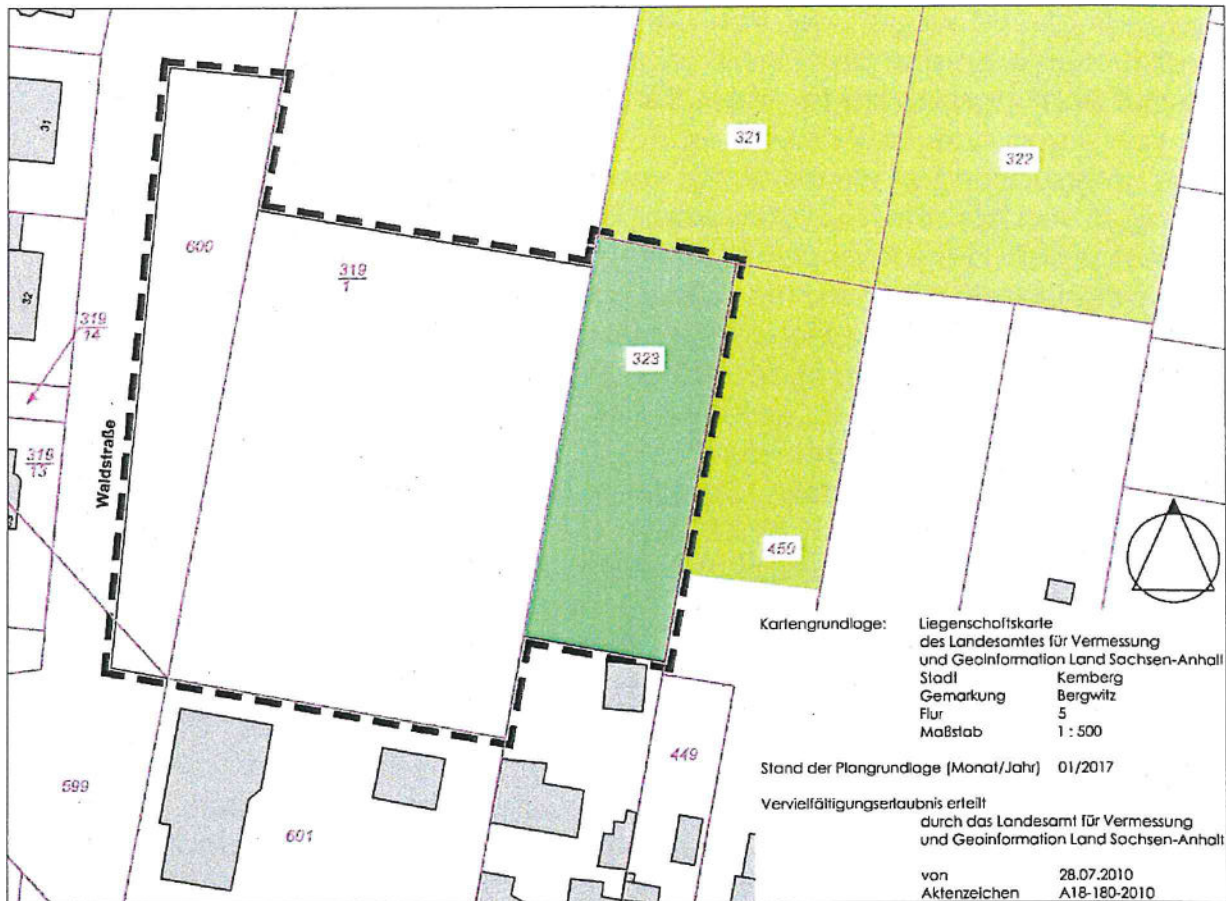 31
321
322
600
319
1
32
319
14
323
Waldstraße
319
13
459
Kartengrundlage: Liegenschaftskarte
des Landesamtes für Vermessung
und Geoinformation Land Sachsen-Anhalt
Stadt Kemberg
Gemarkung Bergwitz
Flur 5
Maßstab 1 : 500
Stand der Plangrundlage (Monat/Jahr) 01/2017
Vervielfältigungserlaubnis erteilt
durch das Landesamt für Vermessung
und Geoinformation Land Sachsen-Anhalt
von 28.07.2010
Aktenzeichen A18-180-2010
449
599
601